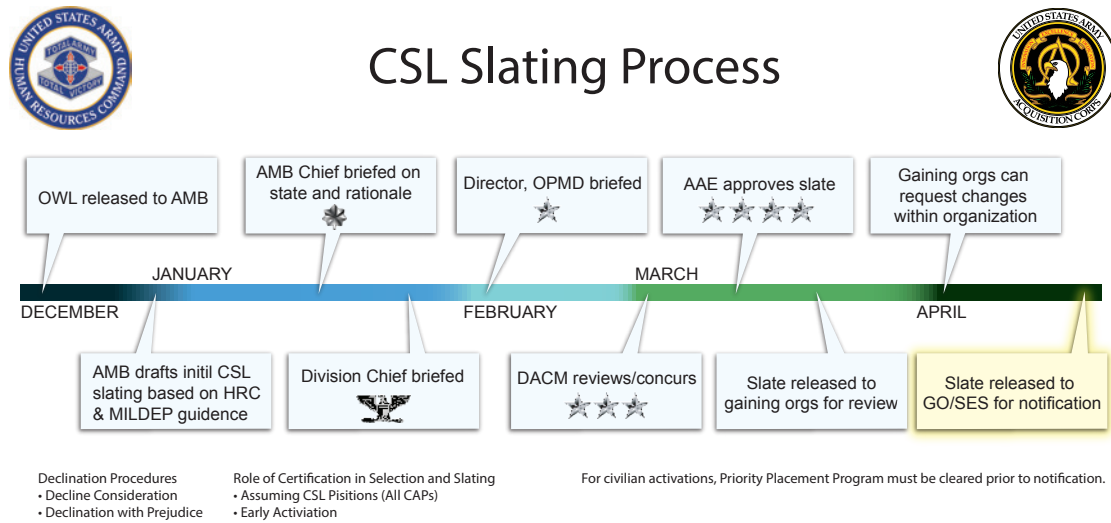 UNITED STATES ARMY
HUMAN RESOURCES COMMAND
TOTAL ARMY
TOTAL VICTORY
CSL Slating Process
UNITED STATES ARMY
EXCELLENCE
ACQUISITION CORPS
OWL released to AMB
AMB Chief briefed on
state and rationale
Director, OPMD briefed
AAE approves slate
Gaining orgs can
request changes
within organization
JANUARY
MARCH
DECEMBER
FEBRUARY
APRIL
AMB drafts initil CSL
slating based on HRC
& MILDEP guidence
Division Chief briefed
DACM reviews/concurs
Slate released to
gaining orgs for review
Slate released to
GO/SES for notification
Declination Procedures
• Decline Consideration
• Declination with Prejudice
Role of Certification in Selection and Slating
• Assuming CSL Pisitions (All CAPs)
• Early Activiation
For civilian activations, Priority Placement Program must be cleared prior to notification.